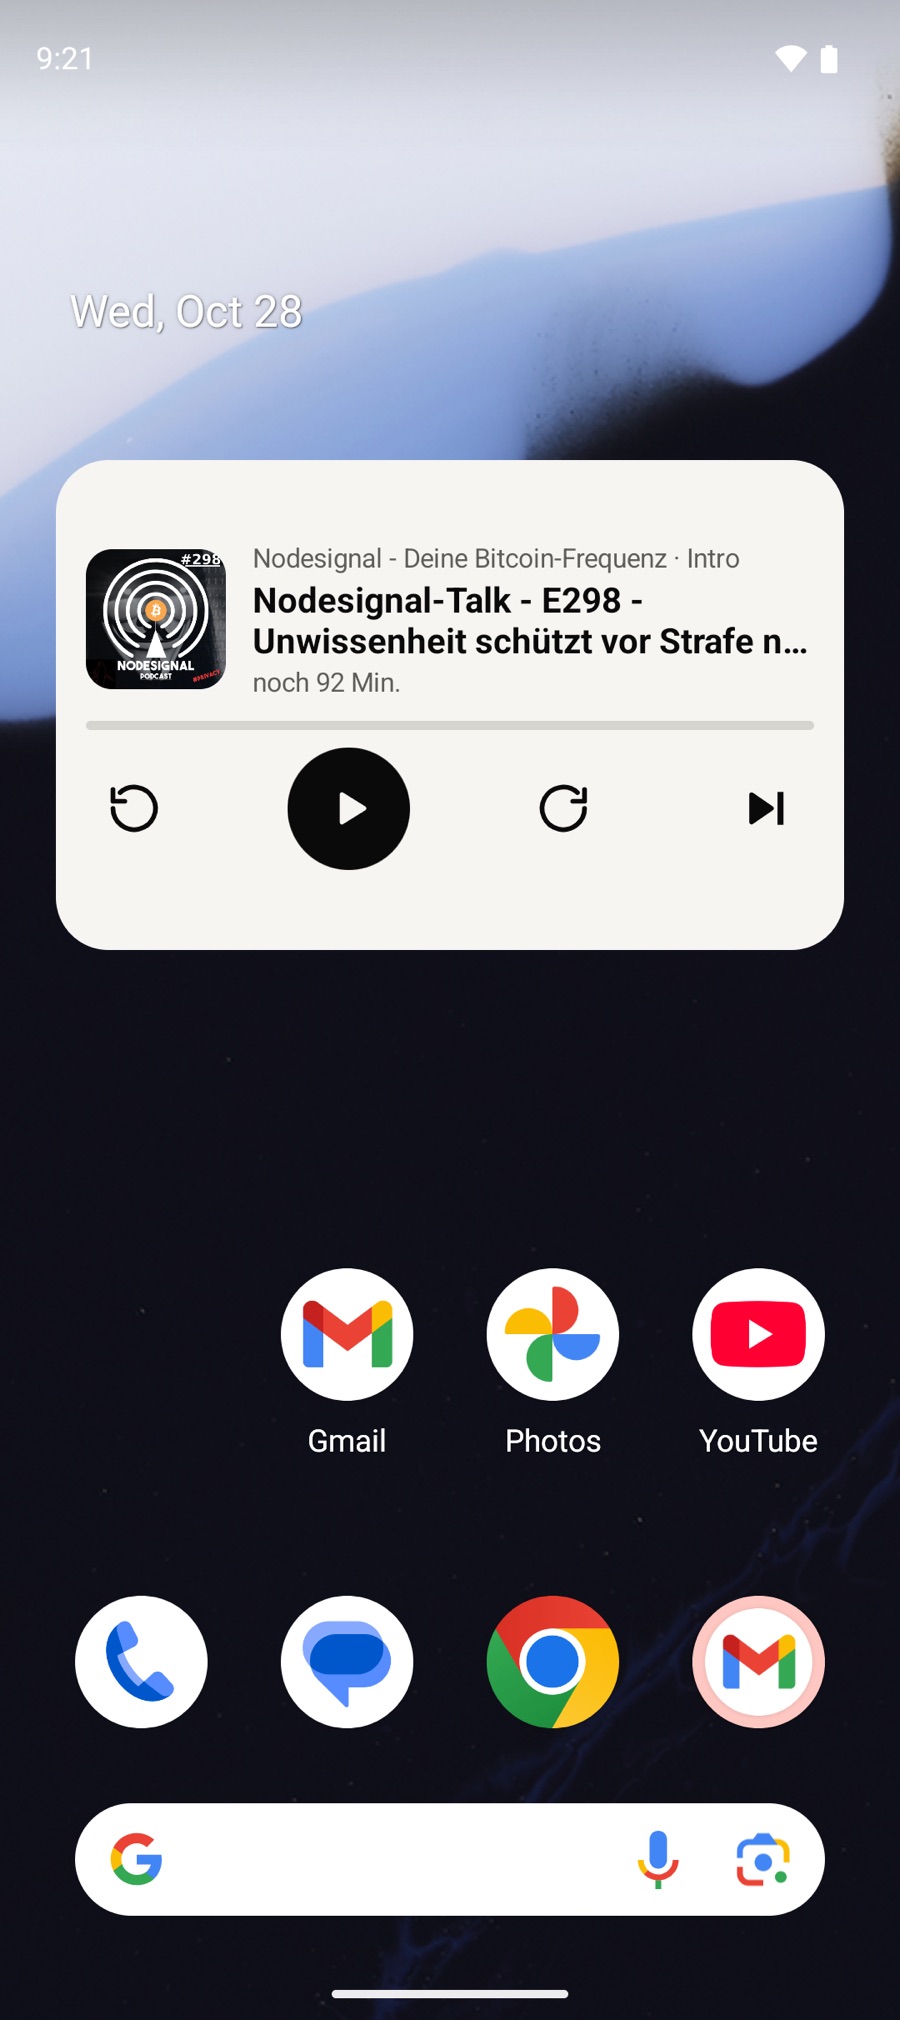 9:21
Wed, Oct 28
#298
NODESIGNAL
PODCAST
#PRIVACY
Nodesignal - Deine Bitcoin-Frequenz · Intro
Nodesignal-Talk - E298 -
Unwissenheit schützt vor Strafe n...
noch 92 Min.
Gmail
Photos
YouTube